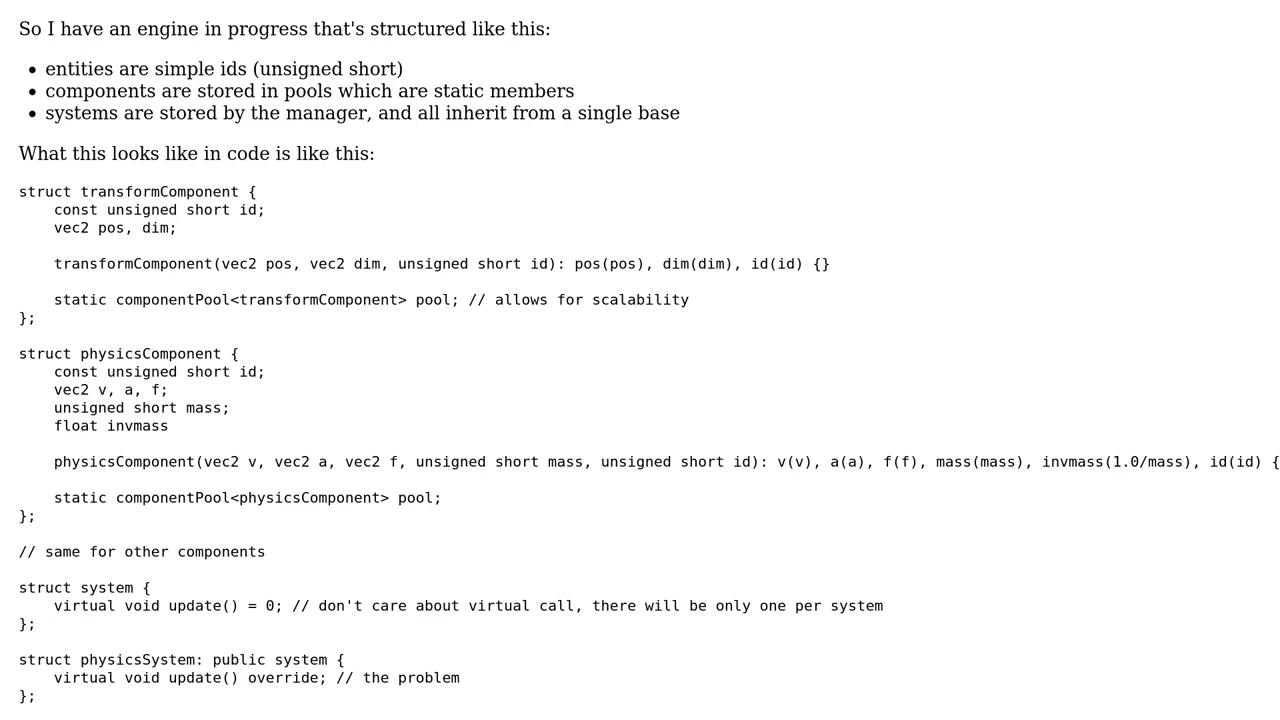 So I have an engine in progress that's structured like this:
• entities are simple ids (unsigned short)
• components are stored in pools which are static members
• systems are stored by the manager, and all inherit from a single base
What this looks like in code is like this:
struct transformComponent {
    const unsigned short id;
    vec2 pos, dim;
    transformComponent(vec2 pos, vec2 dim, unsigned short id): pos(pos), dim(dim), id(id) {}
    static componentPool<transformComponent> pool; // allows for scalability
};
struct physicsComponent {
    const unsigned short id;
    vec2 v, a, f;
    unsigned short mass;
    float invmass
    physicsComponent(vec2 v, vec2 a, vec2 f, unsigned short mass, unsigned short id): v(v), a(a), f(f), mass(mass), invmass(1.0/mass), id(id) {
    static componentPool<physicsComponent> pool;
};
// same for other components
struct system {
    virtual void update() = 0; // don't care about virtual call, there will be only one per system
};
struct physicsSystem: public system {
    virtual void update() override; // the problem
};